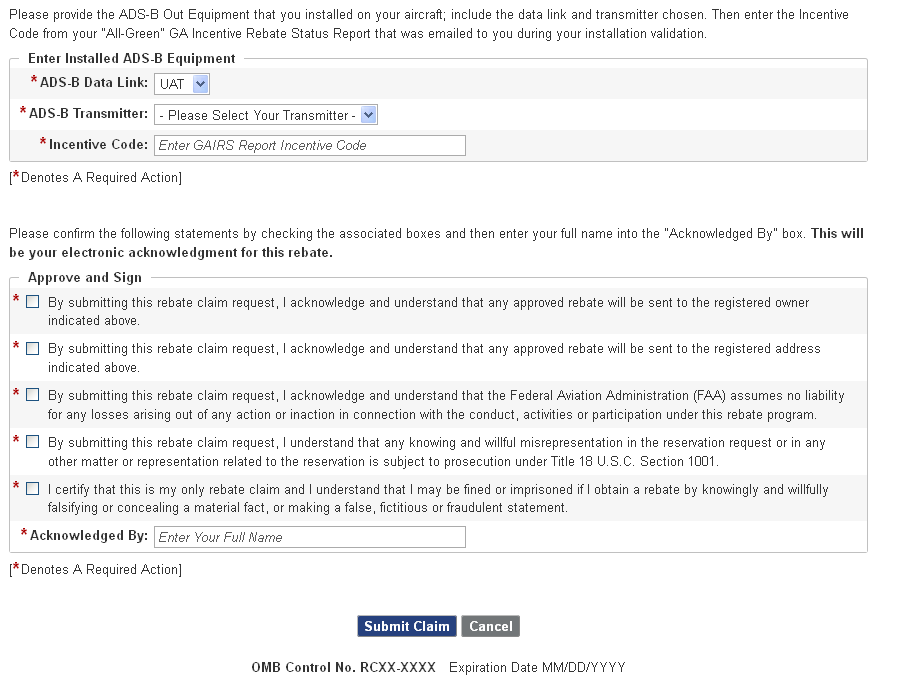 Please provide the ADS-B Out Equipment that you installed on your aircraft; include the data link and transmitter chosen. Then enter the Incentive
Code from your "All-Green" GA Incentive Rebate Status Report that was emailed to you during your installation validation.
Enter Installed ADS-B Equipment
* ADS-B Data Link: UAT
* ADS-B Transmitter: - Please Select Your Transmitter -
* Incentive Code: Enter GAIRS Report Incentive Code
[*Denotes A Required Action]
Please confirm the following statements by checking the associated boxes and then enter your full name into the "Acknowledged By" box. This will
be your electronic acknowledgment for this rebate.
Approve and Sign
* By submitting this rebate claim request, I acknowledge and understand that any approved rebate will be sent to the registered owner
indicated above.
* By submitting this rebate claim request, I acknowledge and understand that any approved rebate will be sent to the registered address
indicated above.
* By submitting this rebate claim request, I acknowledge and understand that the Federal Aviation Administration (FAA) assumes no liability
for any losses arising out of any action or inaction in connection with the conduct, activities or participation under this rebate program.
* By submitting this rebate claim request, I understand that any knowing and willful misrepresentation in the reservation request or in any
other matter or representation related to the reservation is subject to prosecution under Title 18 U.S.C. Section 1001.
* I certify that this is my only rebate claim and I understand that I may be fined or imprisoned if I obtain a rebate by knowingly and willfully
falsifying or concealing a material fact, or making a false, fictitious or fraudulent statement.
* Acknowledged By: Enter Your Full Name
[*Denotes A Required Action]
Submit Claim Cancel
OMB Control No. RCXX-XXXX Expiration Date MM/DD/YYYY